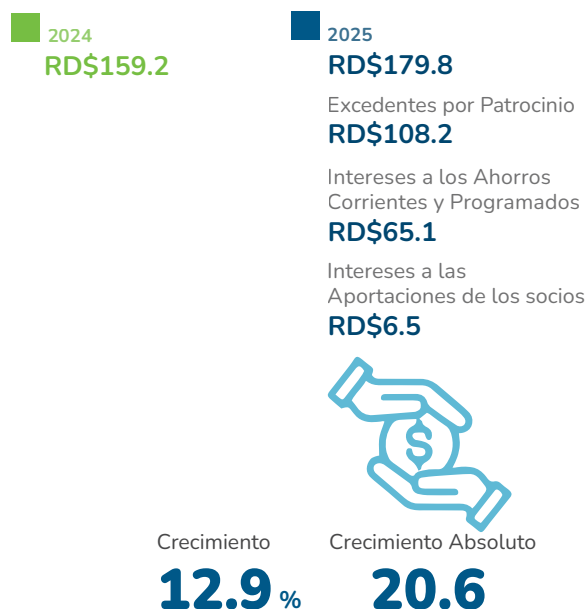 2024
RD$159.2
2025
RD$179.8
Excedentes por Patrocinio
RD$108.2
Intereses a los Ahorros
Corrientes y Programados
RD$65.1
Intereses a las
Aportaciones de los socios
RD$6.5
$
Crecimiento
12.9 %
Crecimiento Absoluto
20.6